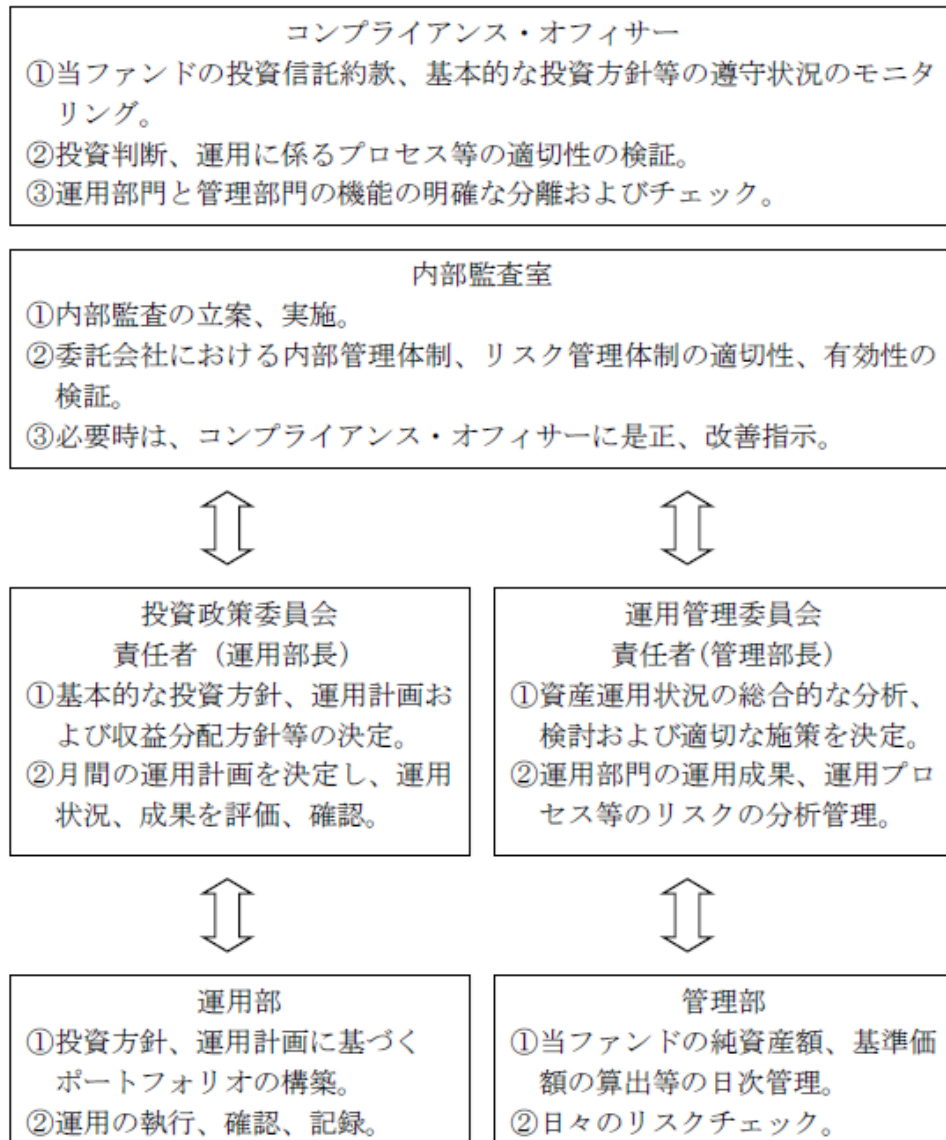 コンプライアンス・オフィサー
①当ファンドの投資信託約款、基本的な投資方針等の遵守状況のモニタ
リング。
②投資判断、運用に係るプロセス等の適切性の検証。
③運用部門と管理部門の機能の明確な分離およびチェック。
内部監査室
①内部監査の立案、実施。
②委託会社における内部管理体制、リスク管理体制の適切性、有効性の
検証。
③必要時は、コンプライアンス・オフィサーに是正、改善指示。
投資政策委員会
責任者（運用部長）
①基本的な投資方針、運用計画お
よび収益分配方針等の決定。
②月間の運用計画を決定し、運用
状況、成果を評価、確認。
運用管理委員会
責任者(管理部長)
①資産運用状況の総合的な分析、
検討および適切な施策を決定。
②運用部門の運用成果、運用プロ
セス等のリスクの分析管理。
運用部
①投資方針、運用計画に基づく
ポートフォリオの構築。
②運用の執行、確認、記録。
管理部
①当ファンドの純資産額、基準価
額の算出等の日次管理。
②日々のリスクチェック。